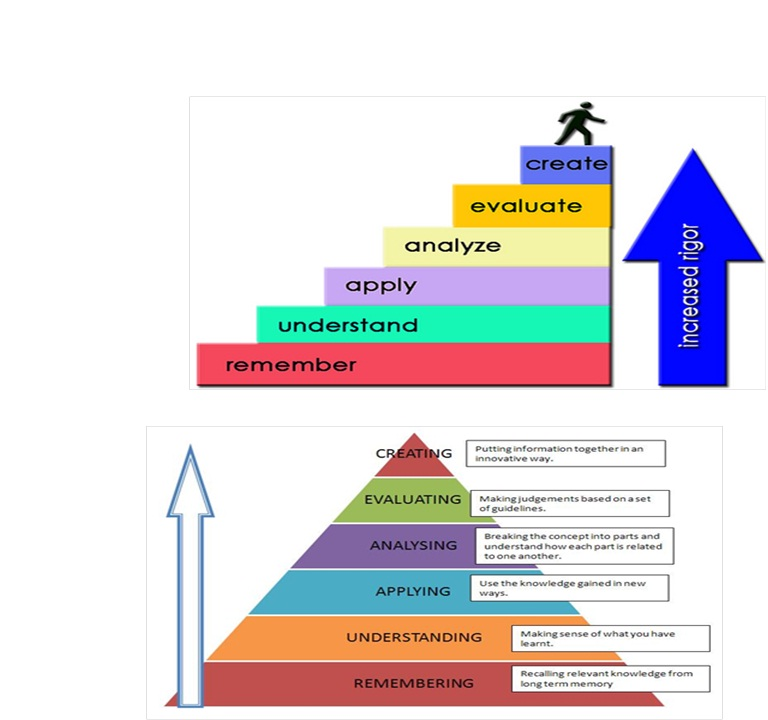 create
evaluate
analyze
apply
understand
remember
increased rigor
CREATING
Putting information together in an
innovative way.
EVALUATING
Making judgements based on a set
of guidelines.
ANALYSING
Breaking the concept into parts and
understand how each part is related
to one another.
APPLYING
Use the knowledge gained in new
ways.
UNDERSTANDING
Making sense of what you have
learnt.
REMEMBERING
Recalling relevant knowledge from
long term memory